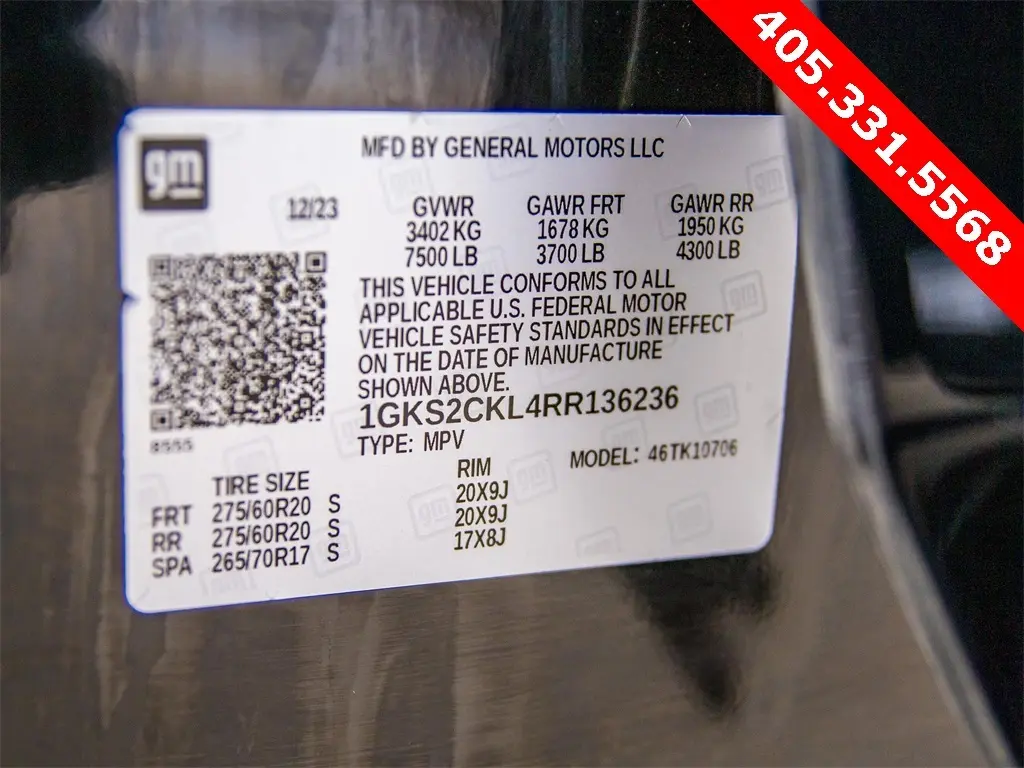 405.331.5568
gm
MFD BY GENERAL MOTORS LLC
12/23
GVWR GAWR FRT GAWR RR
3402 KG 1678 KG 1950 KG
7500 LB 3700 LB 4300 LB
THIS VEHICLE CONFORMS TO ALL
APPLICABLE U.S. FEDERAL MOTOR
VEHICLE SAFETY STANDARDS IN EFFECT
ON THE DATE OF MANUFACTURE
SHOWN ABOVE.
1GKS2CKL4RR136236
8555
TYPE: MPV
MODEL: 46TK10706
TIRE SIZE RIM
FRT 275/60R20 S 20X9J
RR 275/60R20 S 20X9J
SPA 265/70R17 S 17X8J